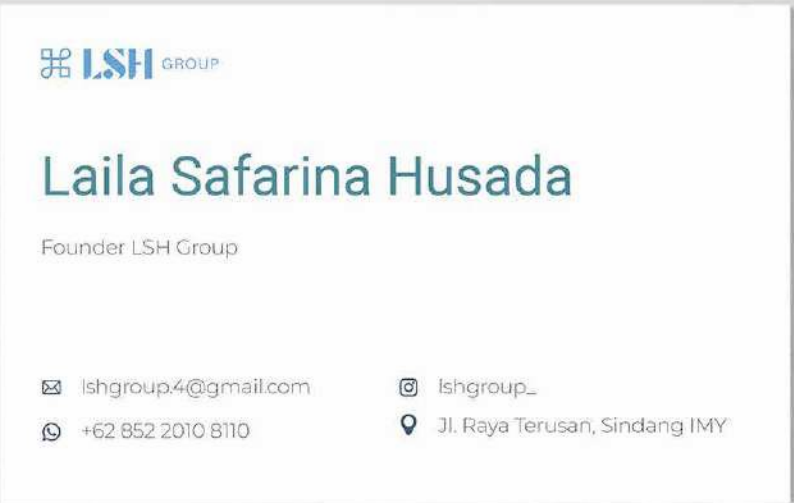 LSH GROUP
Laila Safarina Husada
Founder LSH Group
lshgroup.4@gmail.com
+62 852 2010 8110
lshgroup_
Jl. Raya Terusan, Sindang IMY